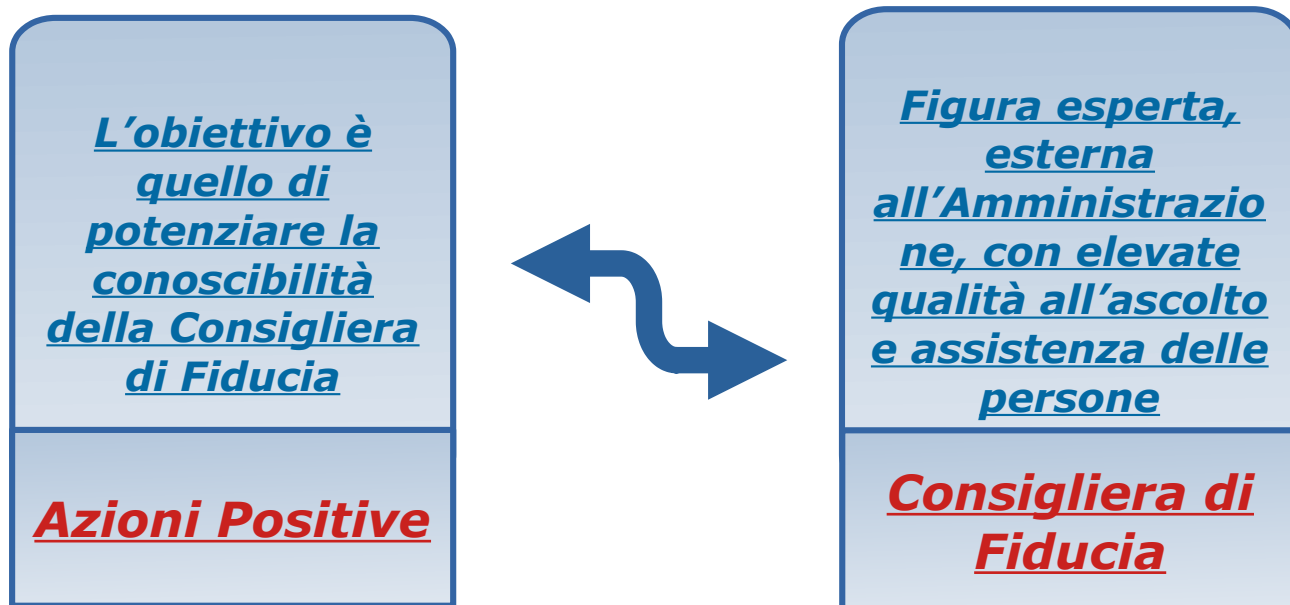 L’obiettivo è
quello di
potenziare la
conoscibilità
della Consigliera
di Fiducia
Azioni Positive
Figura esperta,
esterna
all’Amministrazio
ne, con elevate
qualità all’ascolto
e assistenza delle
persone
Consigliera di
Fiducia